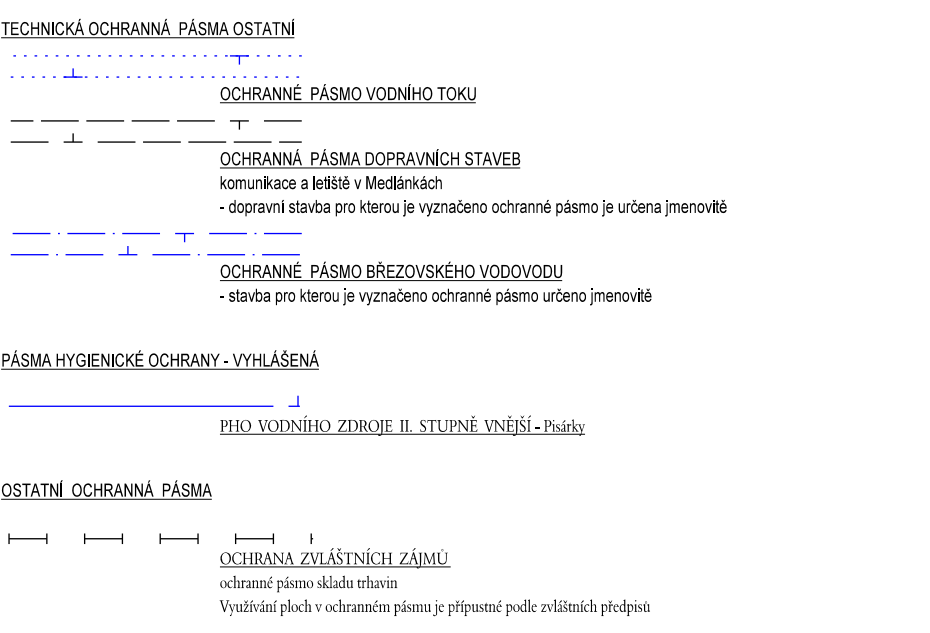 TECHNICKÁ OCHRANNÁ PÁSMA OSTATNÍ
OCHRANNÉ PÁSMO VODNÍHO TOKU
OCHRANNÁ PÁSMA DOPRAVNÍCH STAVEB
komunikace a letiště v Medlánkách
- dopravní stavba pro kterou je vyznačeno ochranné pásmo je určena jmenovitě
OCHRANNÉ PÁSMO BŘEZOVSKÉHO VODOVODU
- stavba pro kterou je vyznačeno ochranné pásmo určeno jmenovitě
PÁSMA HYGIENICKÉ OCHRANY - VYHLÁŠENÁ
PHO VODNÍHO ZDROJE II. STUPNĚ VNĚJŠÍ - Pisárky
OSTATNÍ OCHRANNÁ PÁSMA
OCHRANA ZVLÁŠTNÍCH ZÁJMŮ
ochranné pásmo skladu trhavin
Využívání ploch v ochranném pásmu je přípustné podle zvláštních předpisů